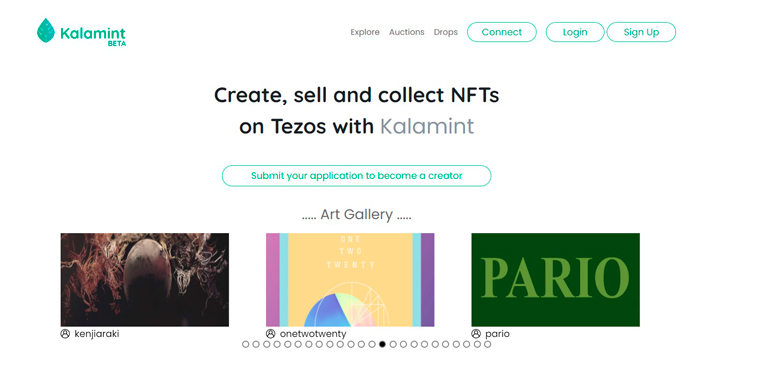 Kalamint
BETA
Explore Auctions Drops Connect Login Sign Up
Create, sell and collect NFTs
on Tezos with Kalamint
Submit your application to become a creator
..... Art Gallery .....
ONE
TWO
TWENTY
PARIO
kenjiaraki onetwotwenty pario